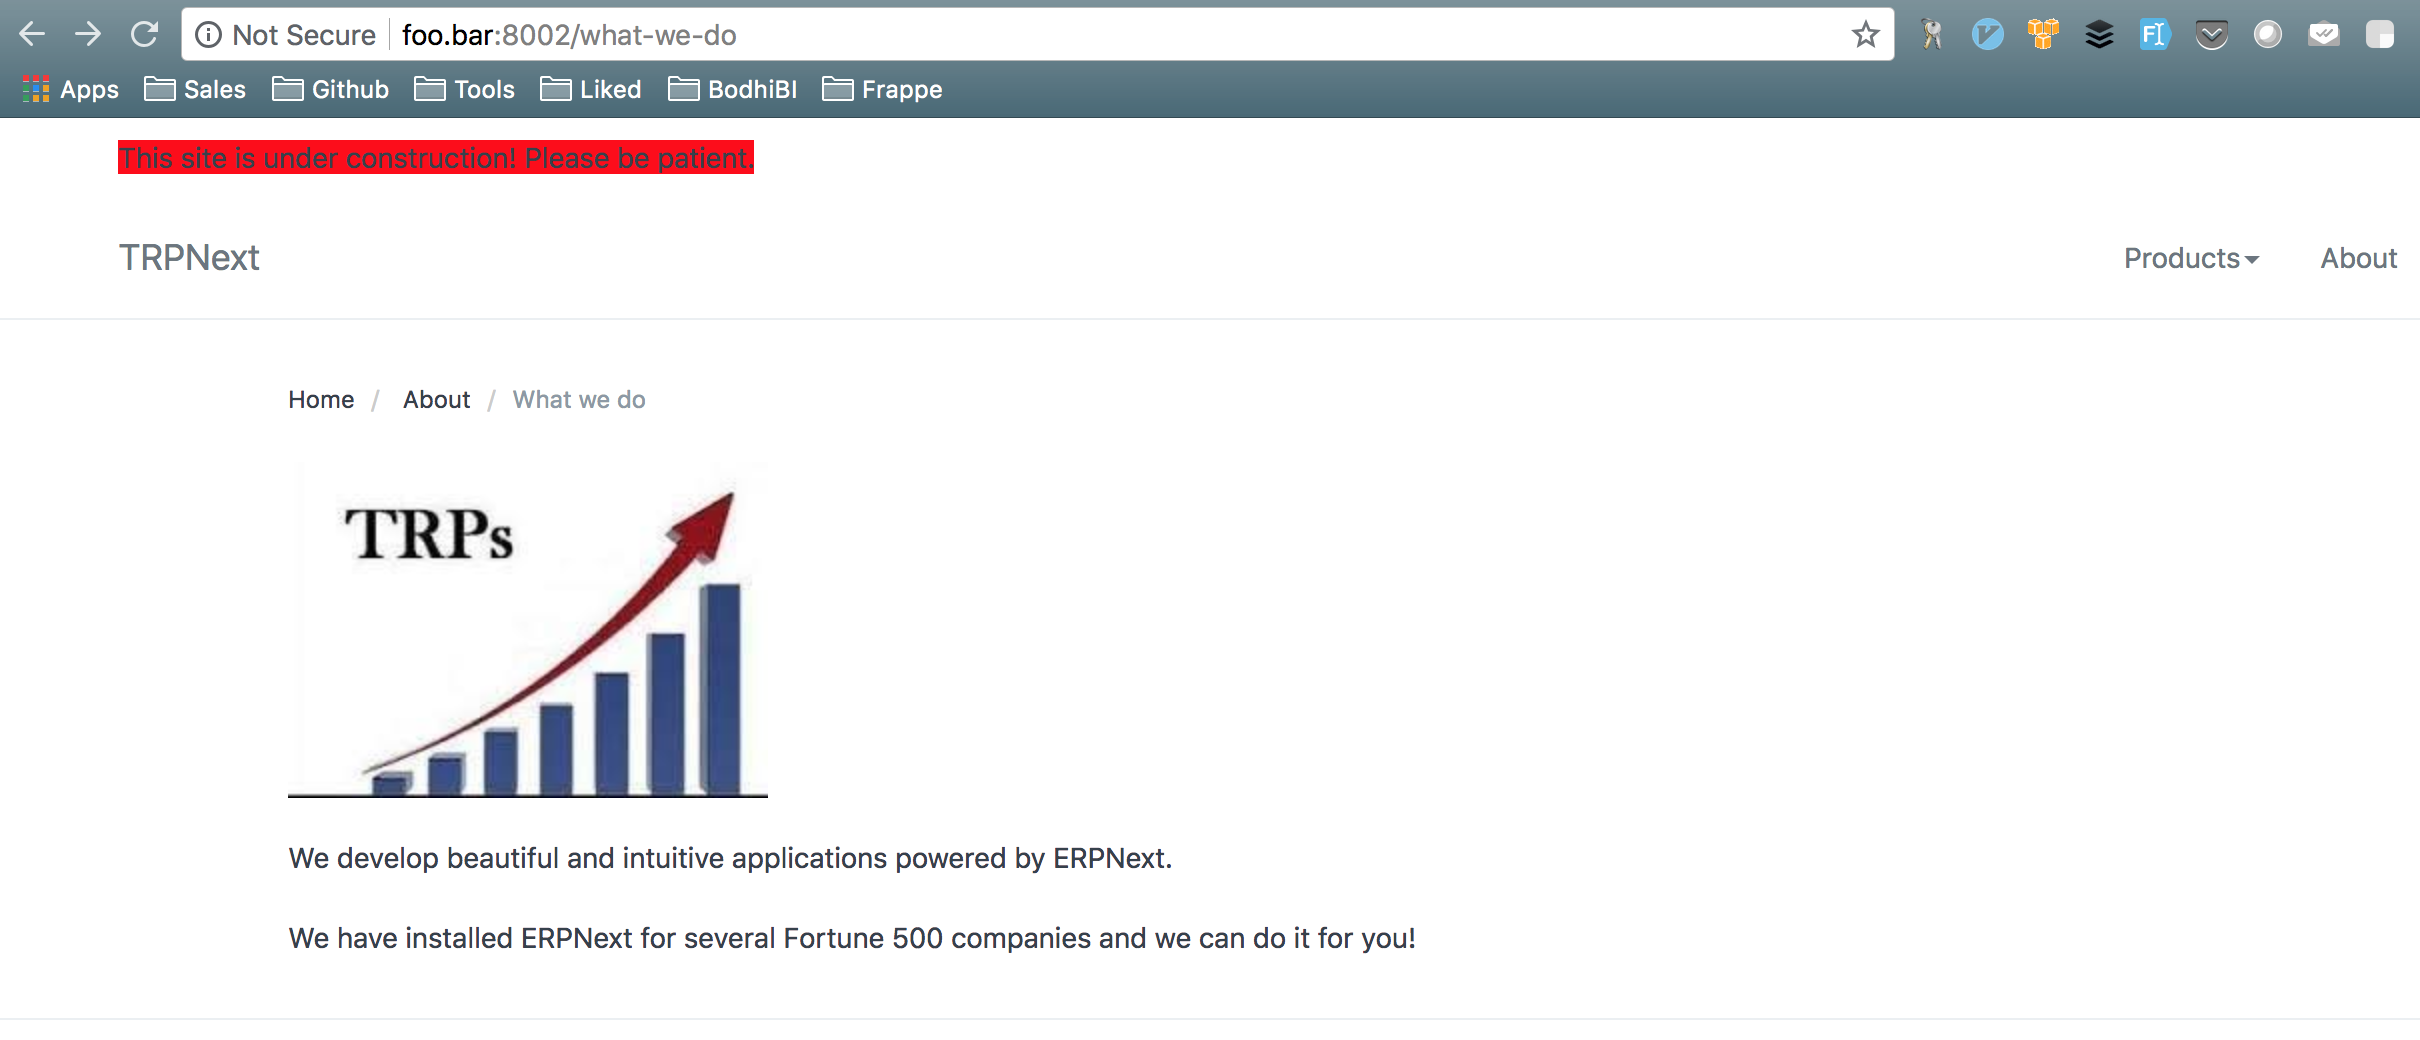 Not Secure foo.bar:8002/what-we-do
Apps Sales Github Tools Liked BodhiBI Frappe
This site is under construction! Please be patient.
TRPNext Products About
Home / About / What we do
TRPs
We develop beautiful and intuitive applications powered by ERPNext.
We have installed ERPNext for several Fortune 500 companies and we can do it for you!